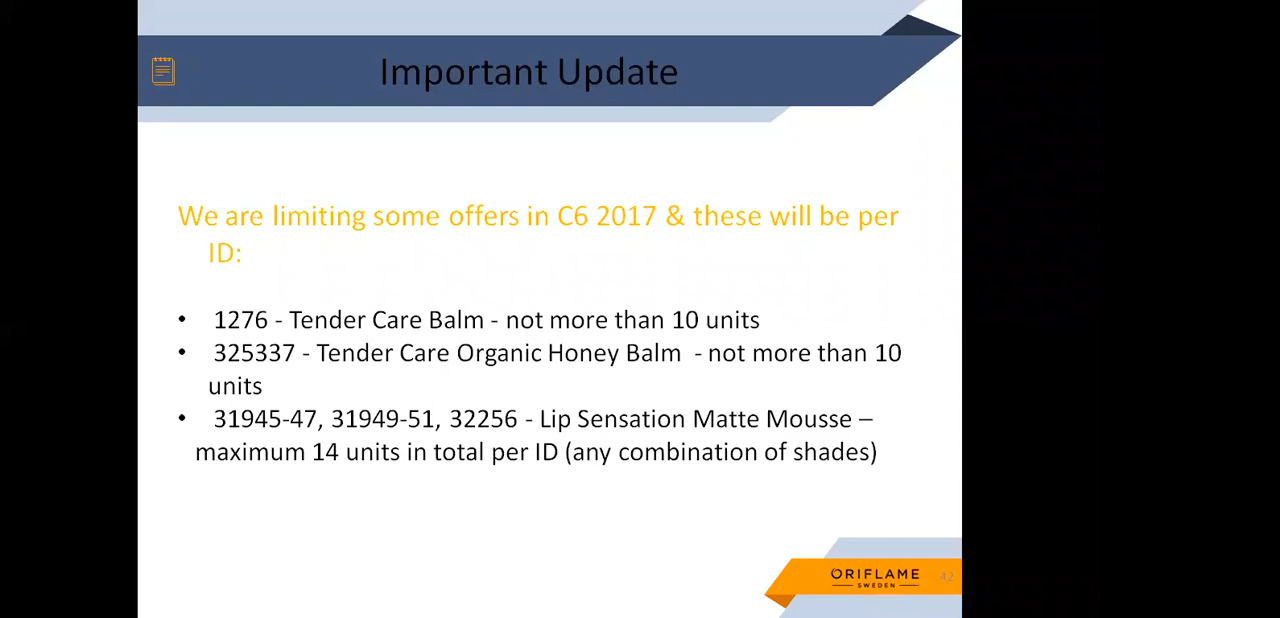 Important Update
We are limiting some offers in C6 2017 & these will be per
ID:
• 1276 - Tender Care Balm - not more than 10 units
• 325337 - Tender Care Organic Honey Balm - not more than 10
units
• 31945-47, 31949-51, 32256 - Lip Sensation Matte Mousse –
maximum 14 units in total per ID (any combination of shades)
ORIFLAME
SWEDEN
42